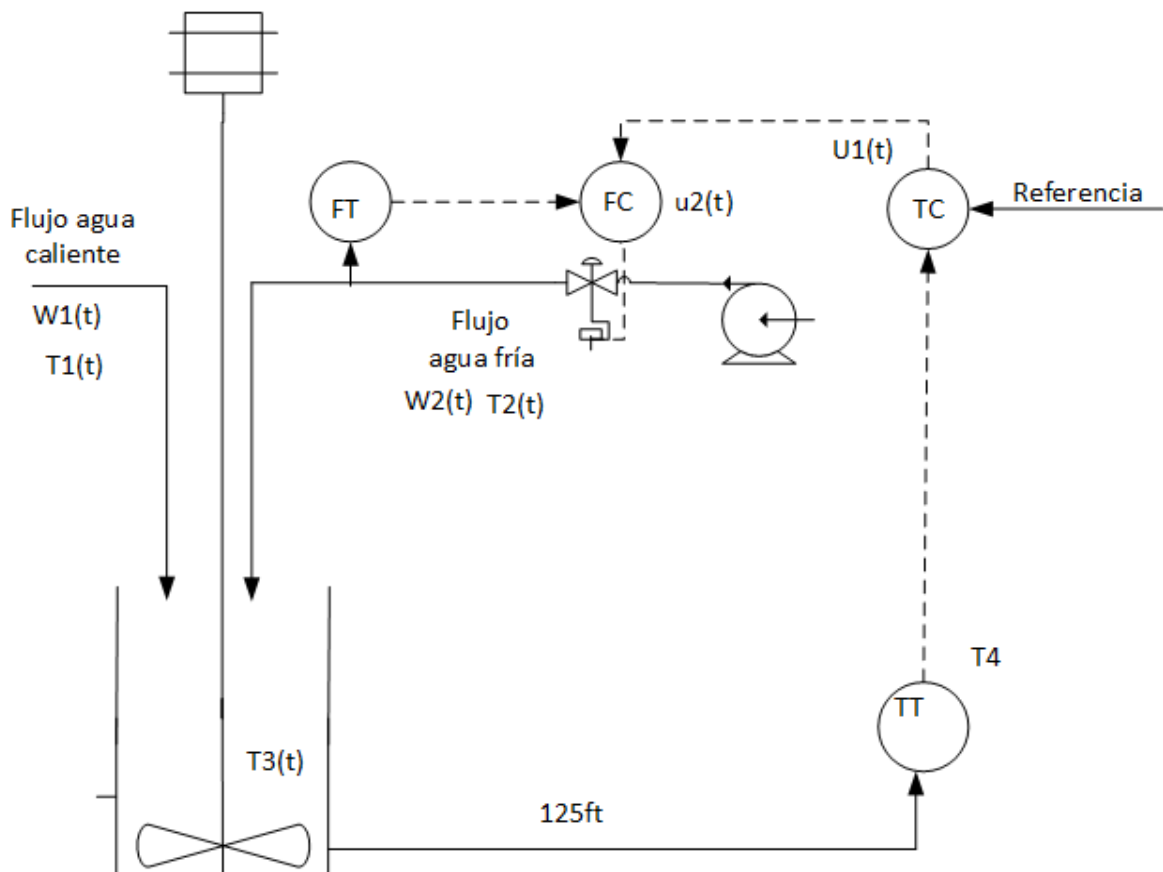 U1(t)
FT
FC
u2(t)
TC
Referencia
Flujo agua
caliente
W1(t)
T1(t)
Flujo
agua fría
W2(t) T2(t)
T4
TT
T3(t)
125ft